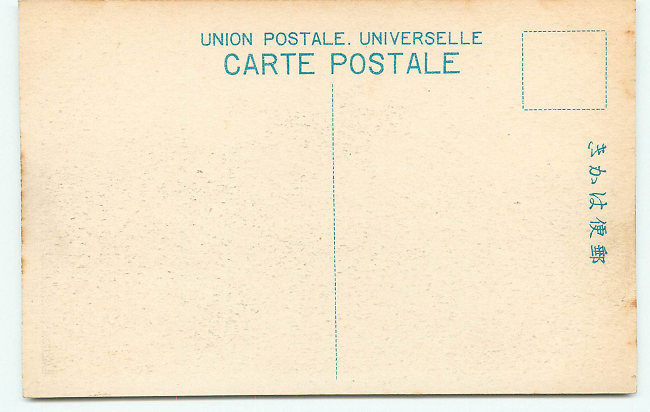 UNION POSTALE. UNIVERSELLE
CARTE POSTALE
郵便はかき